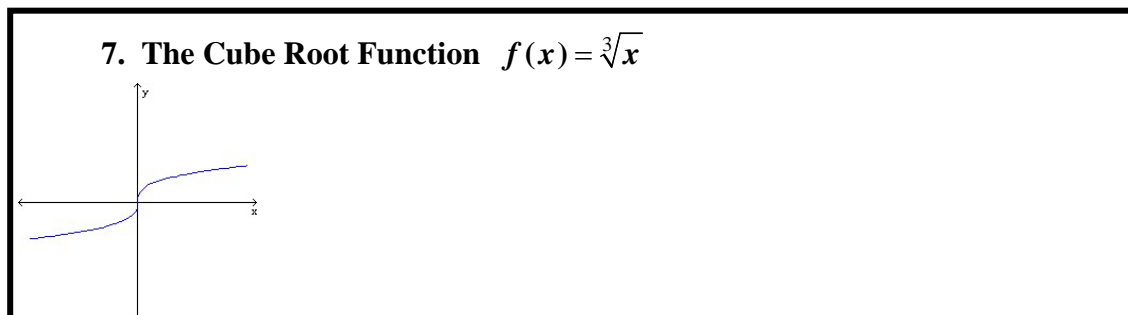 7. The Cube Root Function f(x) = ∛x
y
x